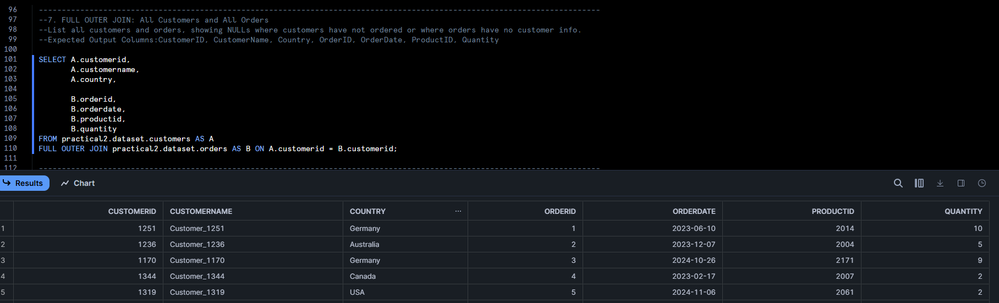 96 --------------------------------------------------------------------------------------------------------------------------
97 --7. FULL OUTER JOIN: All Customers and All Orders
98 --List all customers and orders, showing NULLs where customers have not ordered or where orders have no customer info.
99 --Expected Output Columns:CustomerID, CustomerName, Country, OrderID, OrderDate, ProductID, Quantity
100
101 SELECT A.customerid,
102 A.customername,
103 A.country,
104
105 B.orderid,
106 B.orderdate,
107 B.productid,
108 B.quantity
109 FROM practical2.dataset.customers AS A
110 FULL OUTER JOIN practical2.dataset.orders AS B ON A.customerid = B.customerid;
111
112 --------------------------------------------------------------------------------------------------------------------------
Results Chart
CUSTOMERID CUSTOMERNAME COUNTRY ... ORDERID ORDERDATE PRODUCTID QUANTITY
1 1251 Customer_1251 Germany 1 2023-06-10 2014 10
2 1236 Customer_1236 Australia 2 2023-12-07 2004 5
3 1170 Customer_1170 Germany 3 2024-10-26 2171 9
4 1344 Customer_1344 Canada 4 2023-02-17 2007 2
5 1319 Customer_1319 USA 5 2024-11-06 2061 2